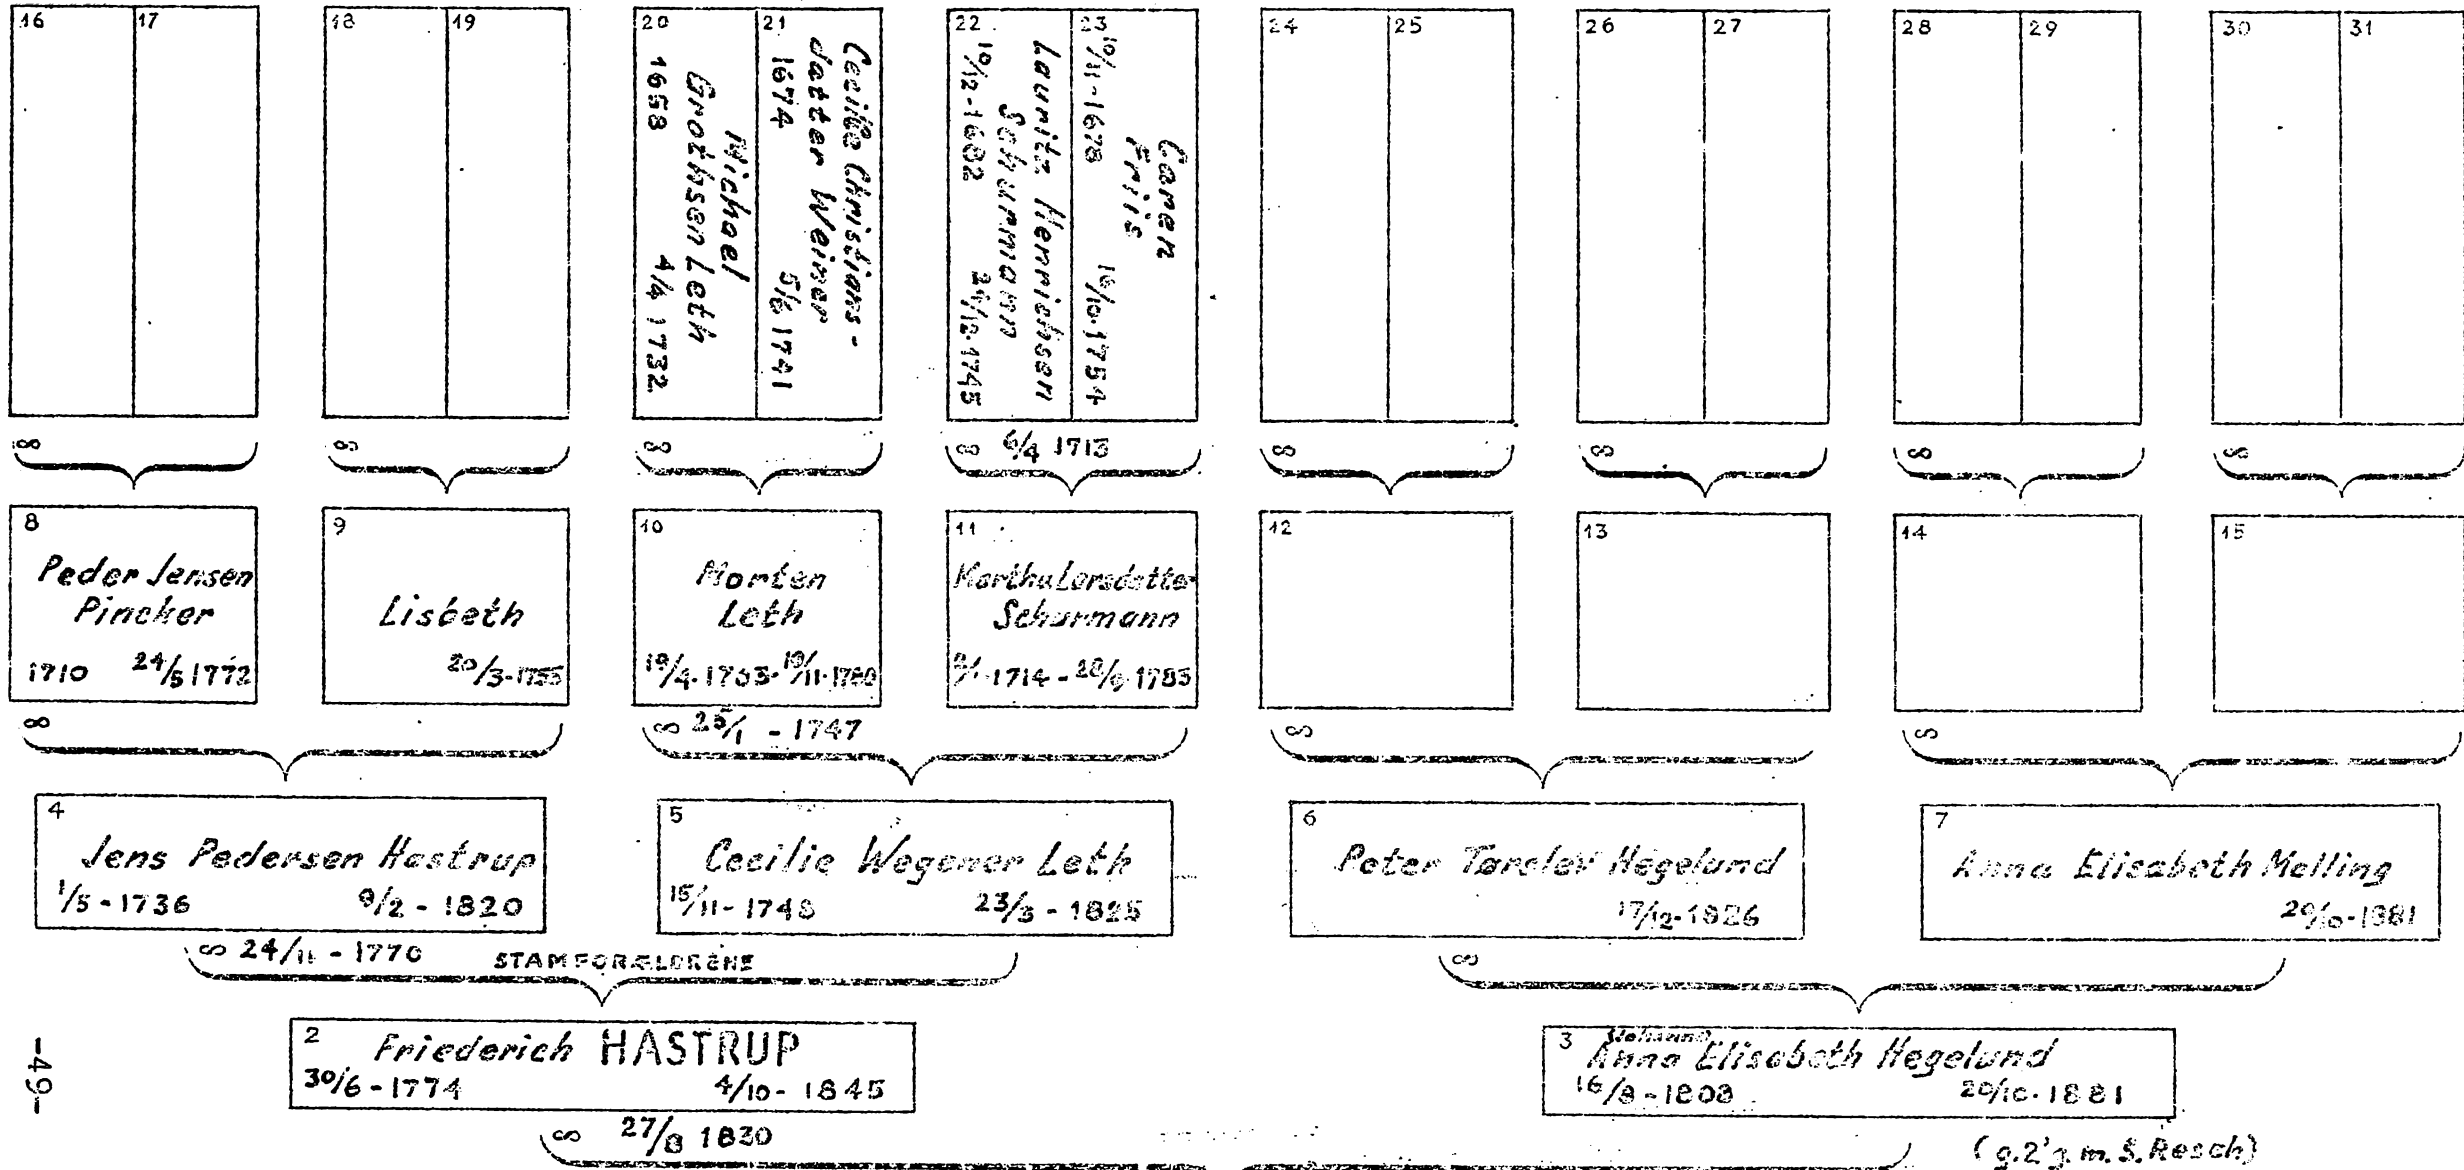 16 17 18 19 20 21 22 23 24 25 26 27 28 29 30 31
Michael
Grothsen Leth
1658 4/4 1732
Cecilie Christians-
datter Weiner
1674 5/6 1741
Lauritz Henrichsen
Schurmann
10/12-1682 24/12-1745
Caren
Friis
10/11-1678 16/10-1754
∞ ∞ ∞ ∞ 6/4 1713 ∞ ∞ ∞ ∞
8
Peder Jensen
Pincker
1710 24/5 1772
9
Lisbeth
20/3-1755
10
Morten
Leth
19/4-1703-19/11-1780
11
Martha Larsdatter
Schurmann
-1714 - 28/9-1783
12 13 14 15
∞ ∞ 25/1 - 1747 ∞ ∞
4
Jens Pedersen Hastrup
1/5-1736 9/2-1820
5
Cecilie Wegener Leth
15/11-1748 23/3-1825
6
Peter Tørslev Hegelund
17/12-1826
7
Anna Elisabeth Melling
20/10-1881
∞ 24/11-1770 STAMFORÆLDRENE
∞
2
Friederich HASTRUP
30/6-1774 4/10-1845
3
Anna Elisabeth Hegelund
16/8-1808 20/10-1881
∞ 27/8 1830
(g.2'g.m. S. Resch)
-49-